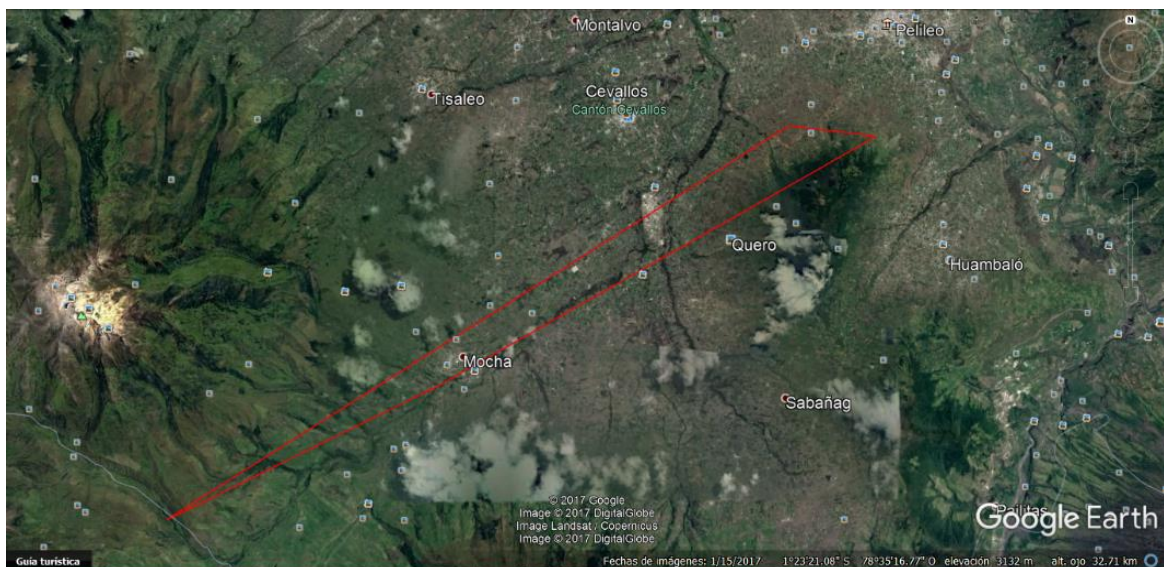 Montalvo
Pelileo
N
Tisaleo
Cevallos
Cantón Cevallos
Quero
Huambaló
Mocha
Sabañag
© 2017 Google
Image © 2017 DigitalGlobe
Image Landsat / Copernicus
Image © 2017 DigitalGlobe
Pailitas
Google Earth
Guía turística
Fechas de imágenes: 1/15/2017 1°23'21.08" S 78°35'16.77" O elevación 3132 m alt. ojo 32.71 km